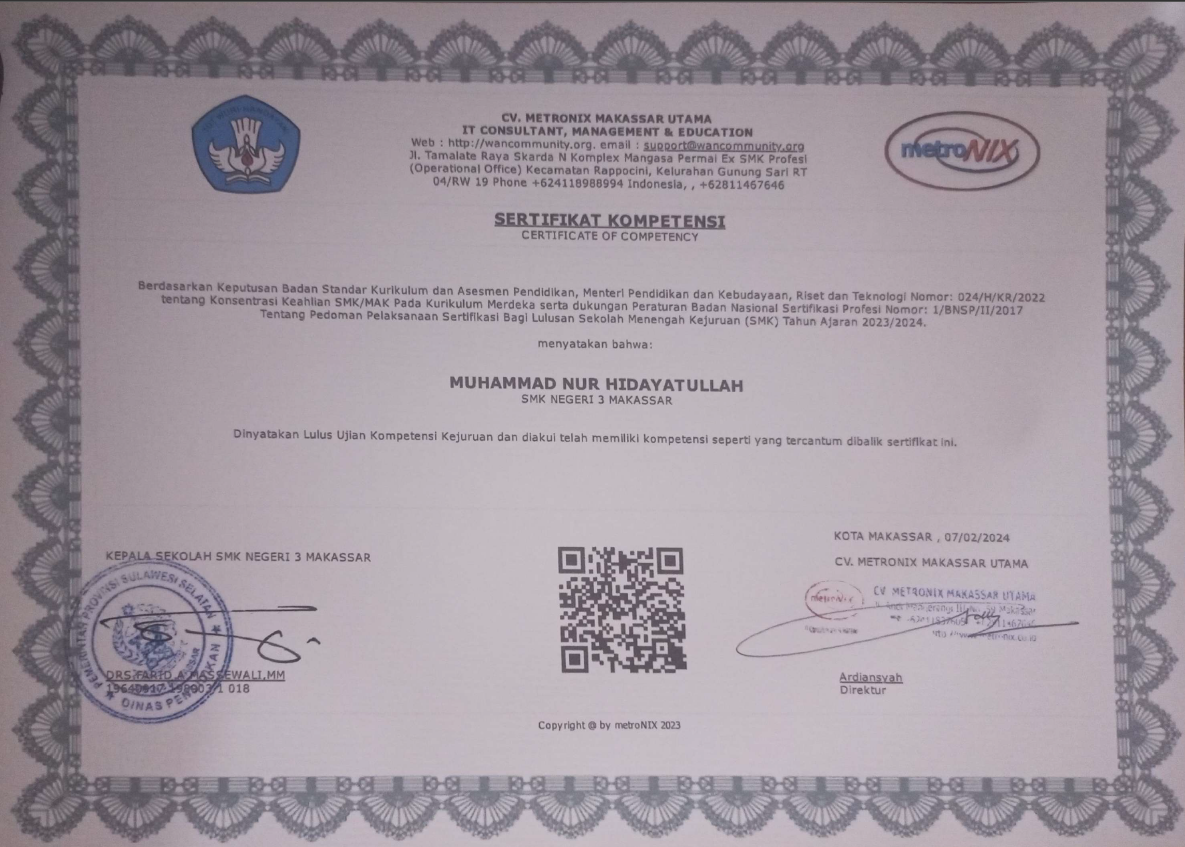 CV. METRONIX MAKASSAR UTAMA
IT CONSULTANT, MANAGEMENT & EDUCATION
Web : http://wancommunity.org. email : support@wancommunity.org
Jl. Tamalate Raya Skarda N Komplex Mangasa Permai Ex SMK Profesi
(Operational Office) Kecamatan Rappocini, Kelurahan Gunung Sari RT
04/RW 19 Phone +624118988994 Indonesia, , +62811467646
metroNIX
SERTIFIKAT KOMPETENSI
CERTIFICATE OF COMPETENCY
Berdasarkan Keputusan Badan Standar Kurikulum dan Asesmen Pendidikan, Menteri Pendidikan dan Kebudayaan, Riset dan Teknologi Nomor: 024/H/KR/2022
tentang Konsentrasi Keahlian SMK/MAK Pada Kurikulum Merdeka serta dukungan Peraturan Badan Nasional Sertifikasi Profesi Nomor: 1/BNSP/II/2017
Tentang Pedoman Pelaksanaan Sertifikasi Bagi Lulusan Sekolah Menengah Kejuruan (SMK) Tahun Ajaran 2023/2024.
menyatakan bahwa:
MUHAMMAD NUR HIDAYATULLAH
SMK NEGERI 3 MAKASSAR
Dinyatakan Lulus Ujian Kompetensi Kejuruan dan diakui telah memiliki kompetensi seperti yang tercantum dibalik sertifikat ini.
KOTA MAKASSAR , 07/02/2024
KEPALA SEKOLAH SMK NEGERI 3 MAKASSAR
CV. METRONIX MAKASSAR UTAMA
PEMERINTAH PROVINSI SULAWESI SELATAN
DINAS PENDIDIKAN
metronix
CV. METRONIX MAKASSAR UTAMA
DRS.FARID.A MASSEWALI,MM
1 018
Ardiansyah
Direktur
Copyright @ by metroNIX 2023